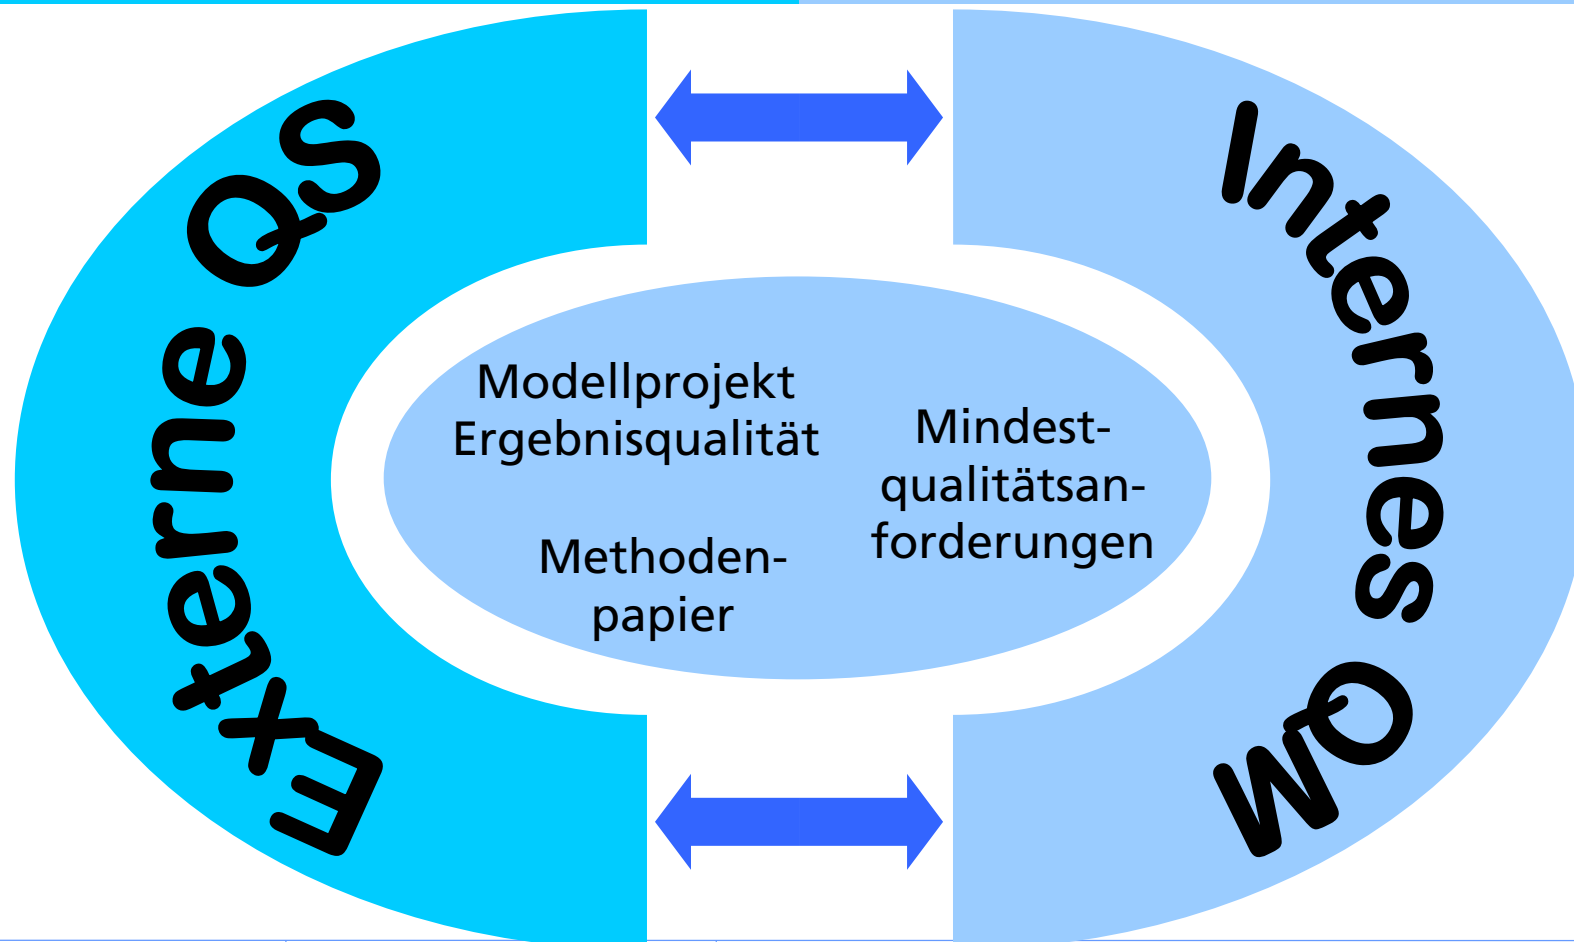 Externe QS
Modellprojekt
Ergebnisqualität
Methoden-
papier
Mindest-
qualitätsan-
forderungen
Internes QM